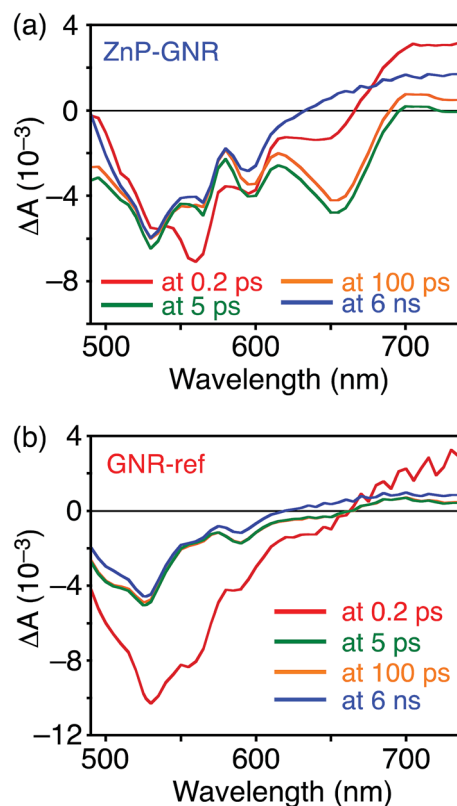 (a)
4
ZnP-GNR
0
ΔA (10⁻³)
−4
−8
at 0.2 ps
at 100 ps
at 5 ps
at 6 ns
500
600
700
Wavelength (nm)
(b)
4
GNR-ref
0
ΔA (10⁻³)
−4
−8
−12
at 0.2 ps
at 5 ps
at 100 ps
at 6 ns
500
600
700
Wavelength (nm)